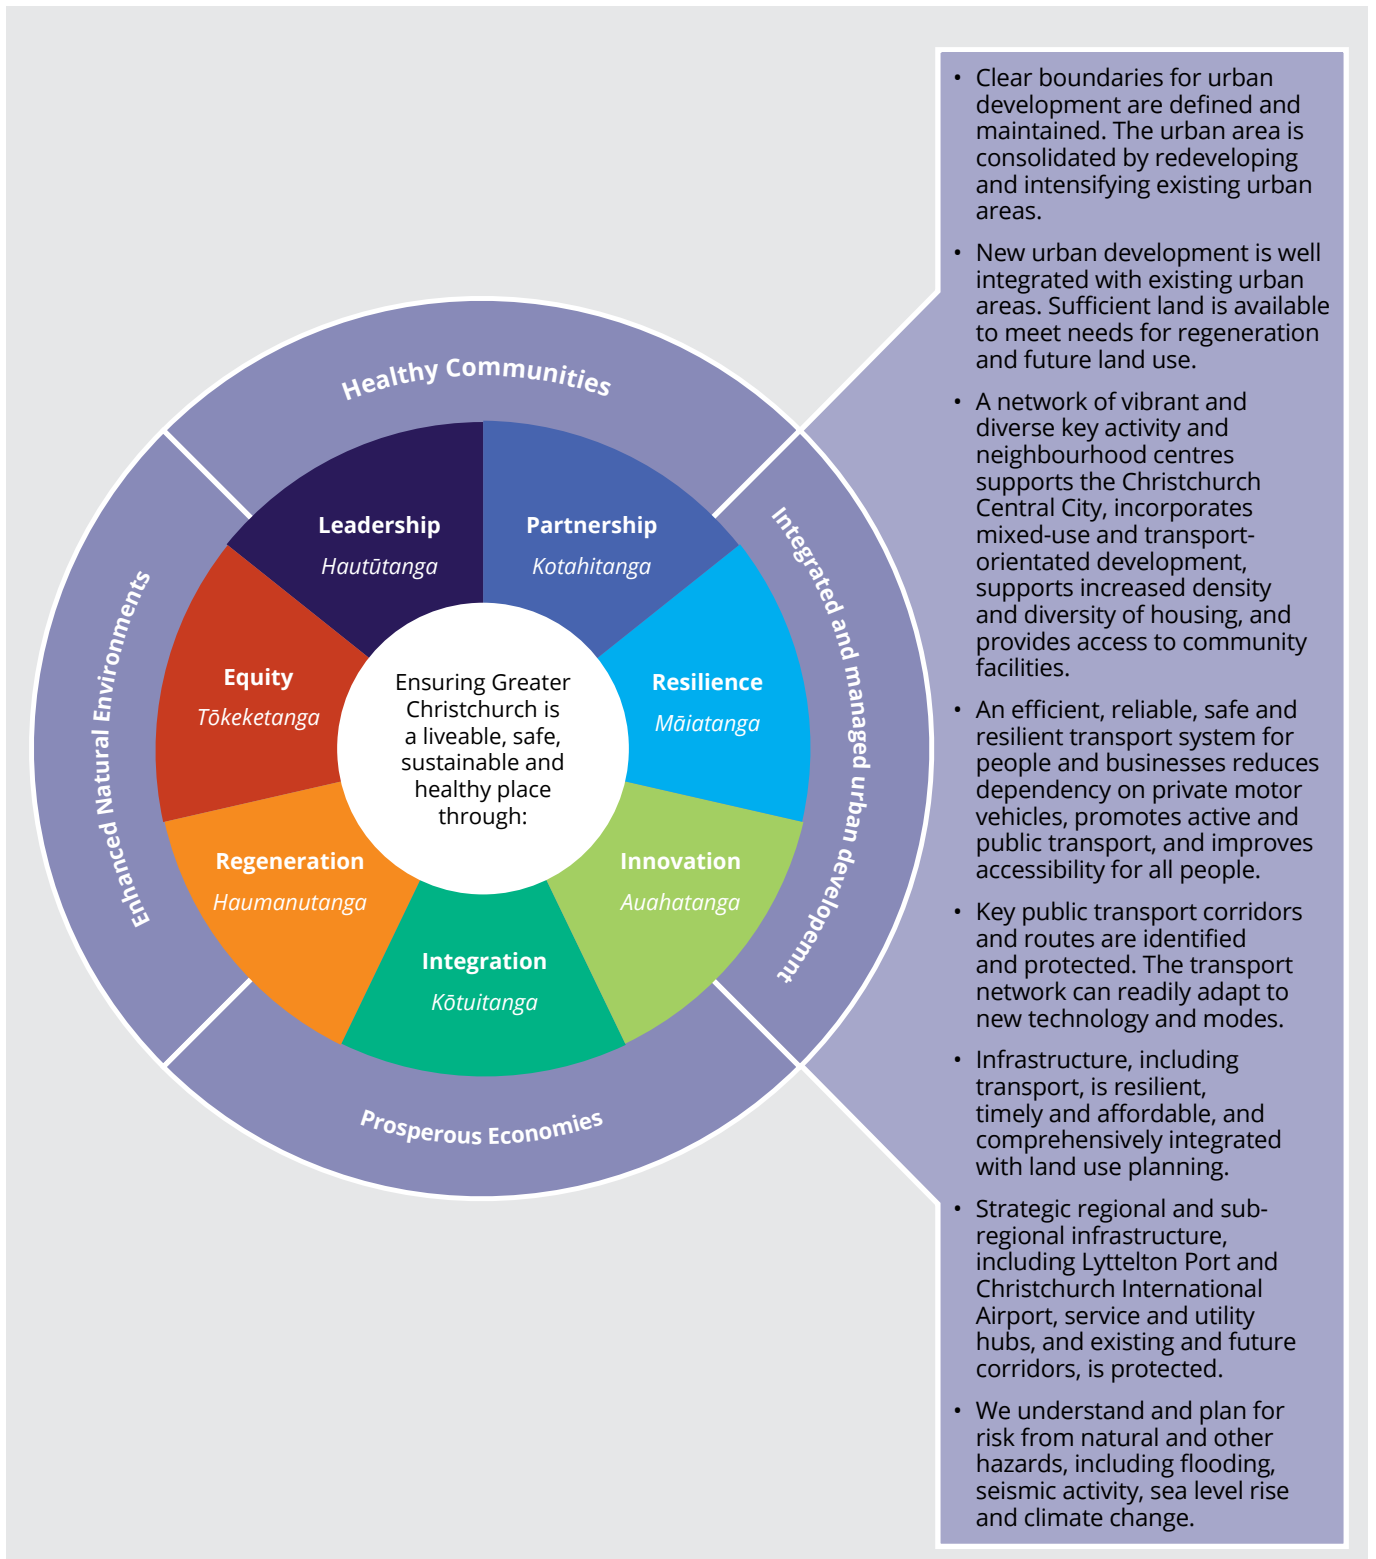 Healthy Communities
Integrated and managed urban developemnt
Prosperous Economies
Enhanced Natural Environments
Leadership
Hautūtanga
Partnership
Kotahitanga
Resilience
Māiatanga
Innovation
Auahatanga
Integration
Kōtuitanga
Regeneration
Haumanutanga
Equity
Tōkeketanga
Ensuring Greater
Christchurch is
a liveable, safe,
sustainable and
healthy place
through:
• Clear boundaries for urban
development are defined and
maintained. The urban area is
consolidated by redeveloping
and intensifying existing urban
areas.
• New urban development is well
integrated with existing urban
areas. Sufficient land is available
to meet needs for regeneration
and future land use.
• A network of vibrant and
diverse key activity and
neighbourhood centres
supports the Christchurch
Central City, incorporates
mixed-use and transport-
orientated development,
supports increased density
and diversity of housing, and
provides access to community
facilities.
• An efficient, reliable, safe and
resilient transport system for
people and businesses reduces
dependency on private motor
vehicles, promotes active and
public transport, and improves
accessibility for all people.
• Key public transport corridors
and routes are identified
and protected. The transport
network can readily adapt to
new technology and modes.
• Infrastructure, including
transport, is resilient,
timely and affordable, and
comprehensively integrated
with land use planning.
• Strategic regional and sub-
regional infrastructure,
including Lyttelton Port and
Christchurch International
Airport, service and utility
hubs, and existing and future
corridors, is protected.
• We understand and plan for
risk from natural and other
hazards, including flooding,
seismic activity, sea level rise
and climate change.